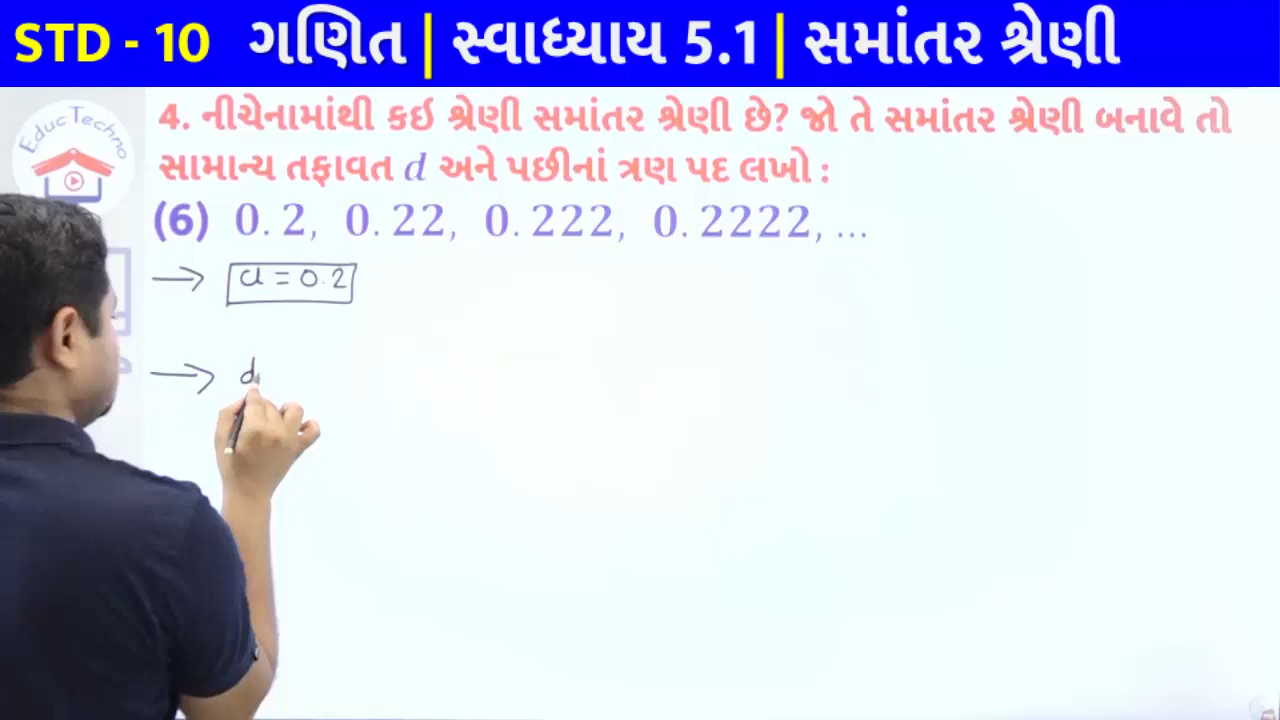 STD - 10 ગણિત | સ્વાધ્યાય 5.1 | સમાંતર શ્રેણી
EducTechno
4. નીચેનામાંથી કઇ શ્રેણી સમાંતર શ્રેણી છે? જો તે સમાંતર શ્રેણી બનાવે તો
સામાન્ય તફાવત d અને પછીનાં ત્રણ પદ લખો :
(6) 0.2, 0.22, 0.222, 0.2222, ...
→ a = 0.2
→ d